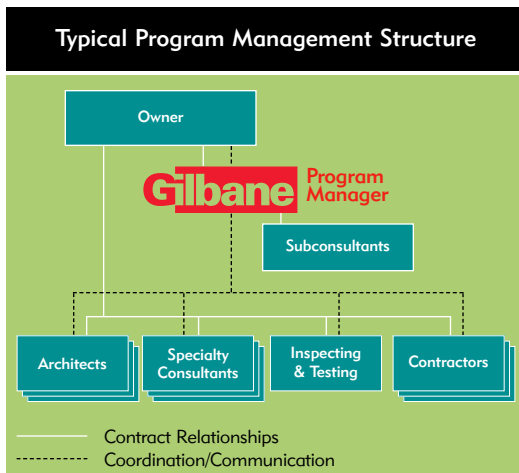 Typical Program Management Structure
Owner
Gilbane
Program
Manager
Subconsultants
Architects
Specialty
Consultants
Inspecting
& Testing
Contractors
Contract Relationships
Coordination/Communication